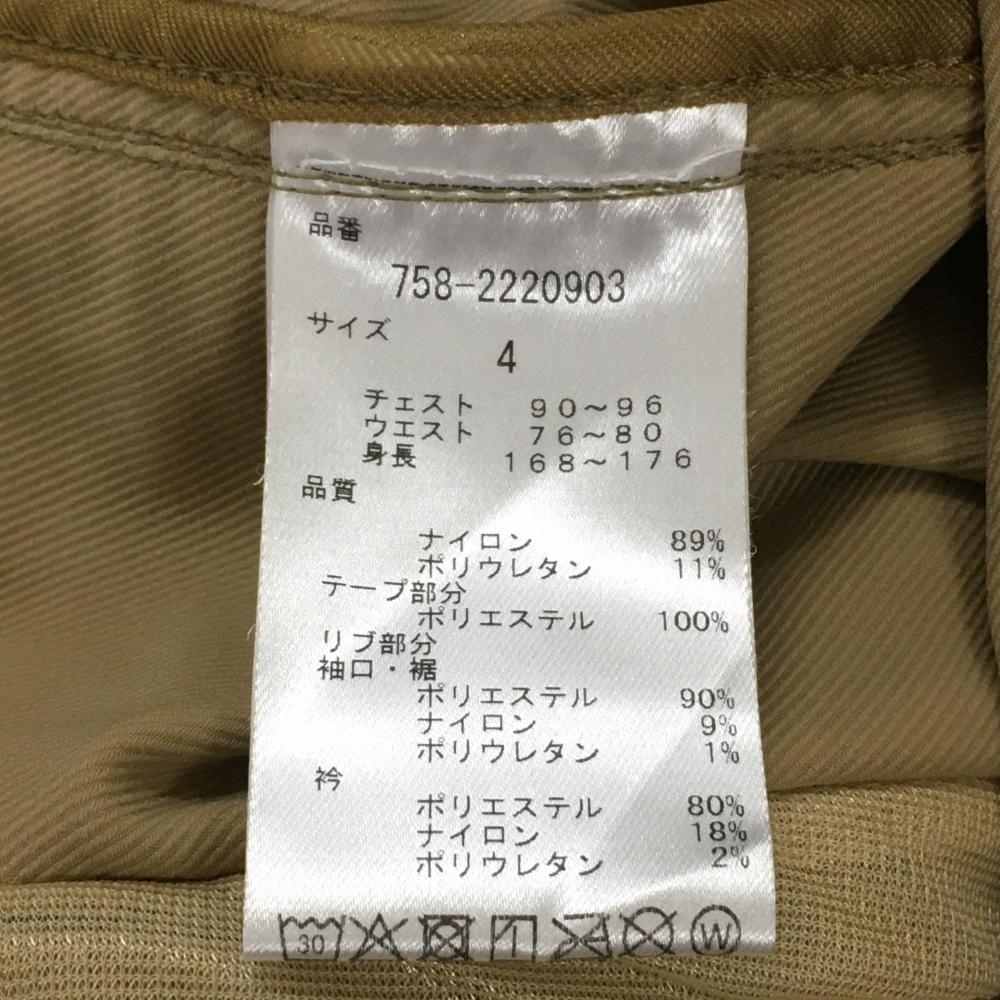 品番
758-2220903
サイズ
4
チェスト 90~96
ウエスト 76~80
身長 168~176
品質
ナイロン 89%
ポリウレタン 11%
テープ部分
ポリエステル 100%
リブ部分
袖口・裾
ポリエステル 90%
ナイロン 9%
ポリウレタン 1%
衿
ポリエステル 80%
ナイロン 18%
ポリウレタン 2%
30 W